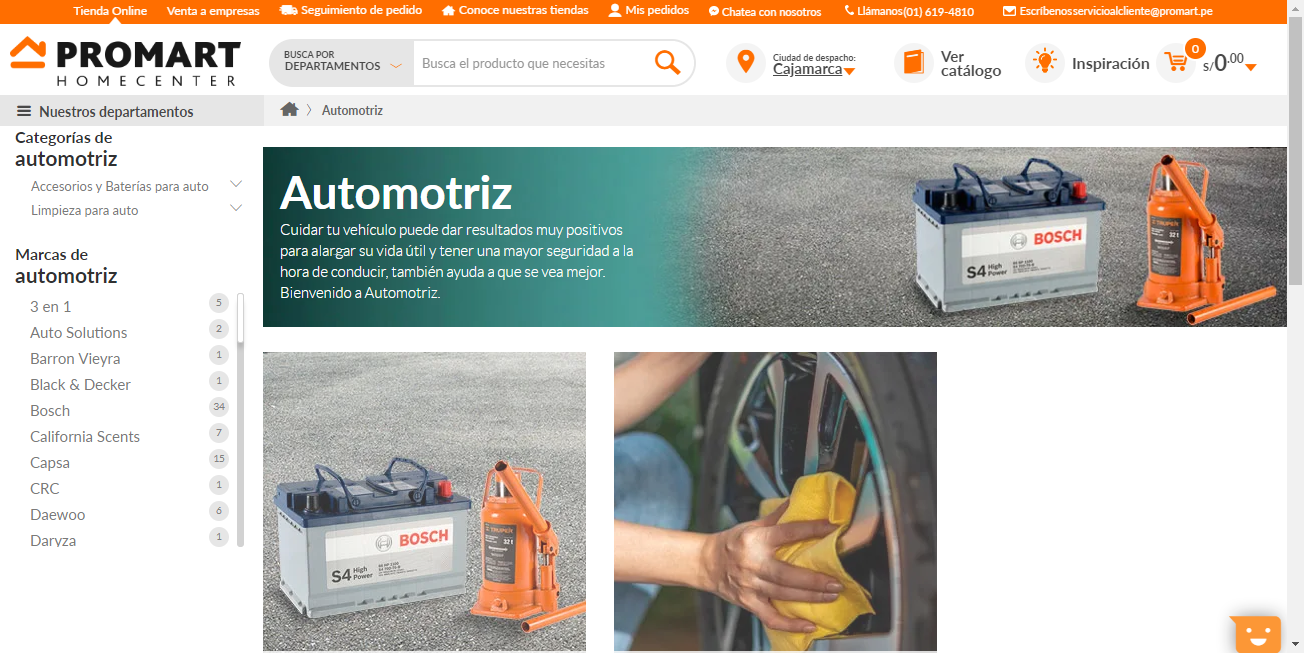 Tienda Online
Venta a empresas
Seguimiento de pedido
Conoce nuestras tiendas
Mis pedidos
Chatea con nosotros
Llámanos(01) 619-4810
Escríbenosservicioalcliente@promart.pe
PROMART
HOMECENTER
BUSCA POR
DEPARTAMENTOS
Busca el producto que necesitas
Ciudad de despacho:
Cajamarca
Ver
catálogo
Inspiración
0
s/0.00
Nuestros departamentos
Automotriz
Categorías de
automotriz
Accesorios y Baterías para auto
Limpieza para auto
Marcas de
automotriz
3 en 1 5
Auto Solutions 2
Barron Vieyra 1
Black & Decker 1
Bosch 34
California Scents 7
Capsa 15
CRC 1
Daewoo 6
Daryza 1
Automotriz
Cuidar tu vehículo puede dar resultados muy positivos
para alargar su vida útil y tener una mayor seguridad a la
hora de conducir, también ayuda a que se vea mejor.
Bienvenido a Automotriz.
BOSCH
S4 High
Power
TRUPER
32 t
BOSCH
S4 High
Power
TRUPER
32 t